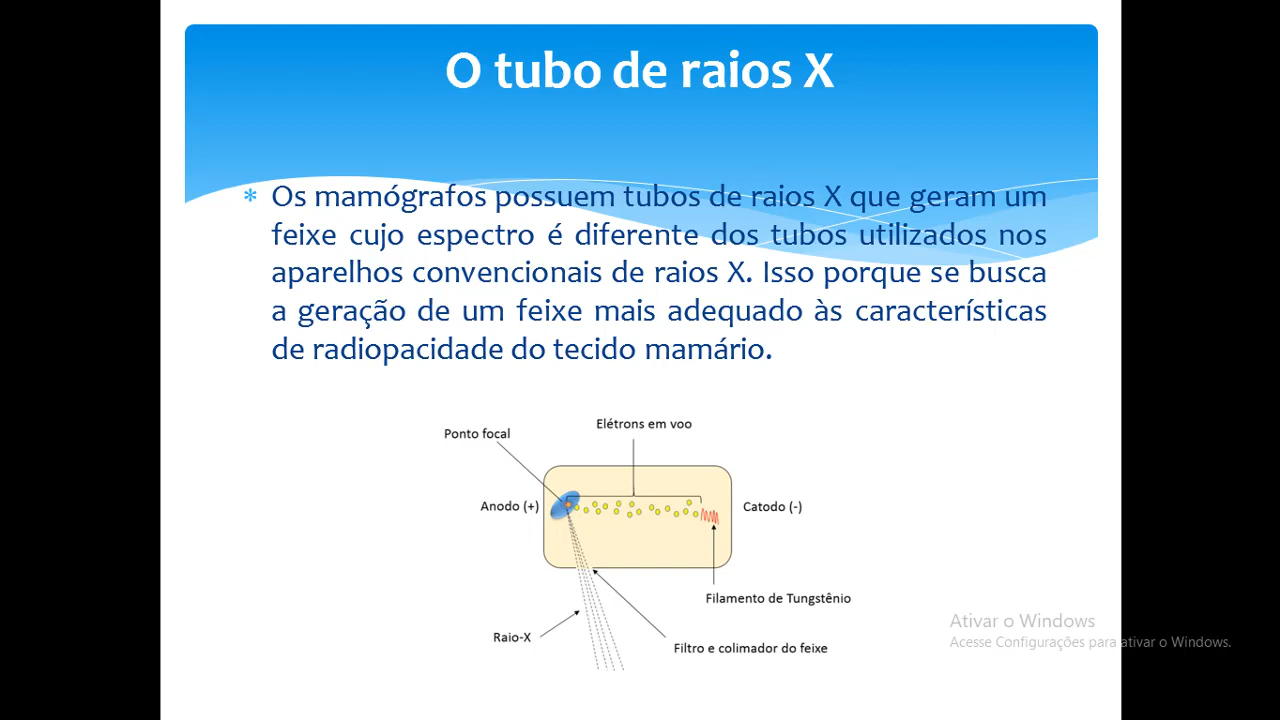 O tubo de raios X
* Os mamógrafos possuem tubos de raios X que geram um
feixe cujo espectro é diferente dos tubos utilizados nos
aparelhos convencionais de raios X. Isso porque se busca
a geração de um feixe mais adequado às características
de radiopacidade do tecido mamário.
Elétrons em voo
Ponto focal
Anodo (+)
Catodo (-)
Filamento de Tungstênio
Raio-X
Filtro e colimador do feixe
Ativar o Windows
Acesse Configurações para ativar o Windows.